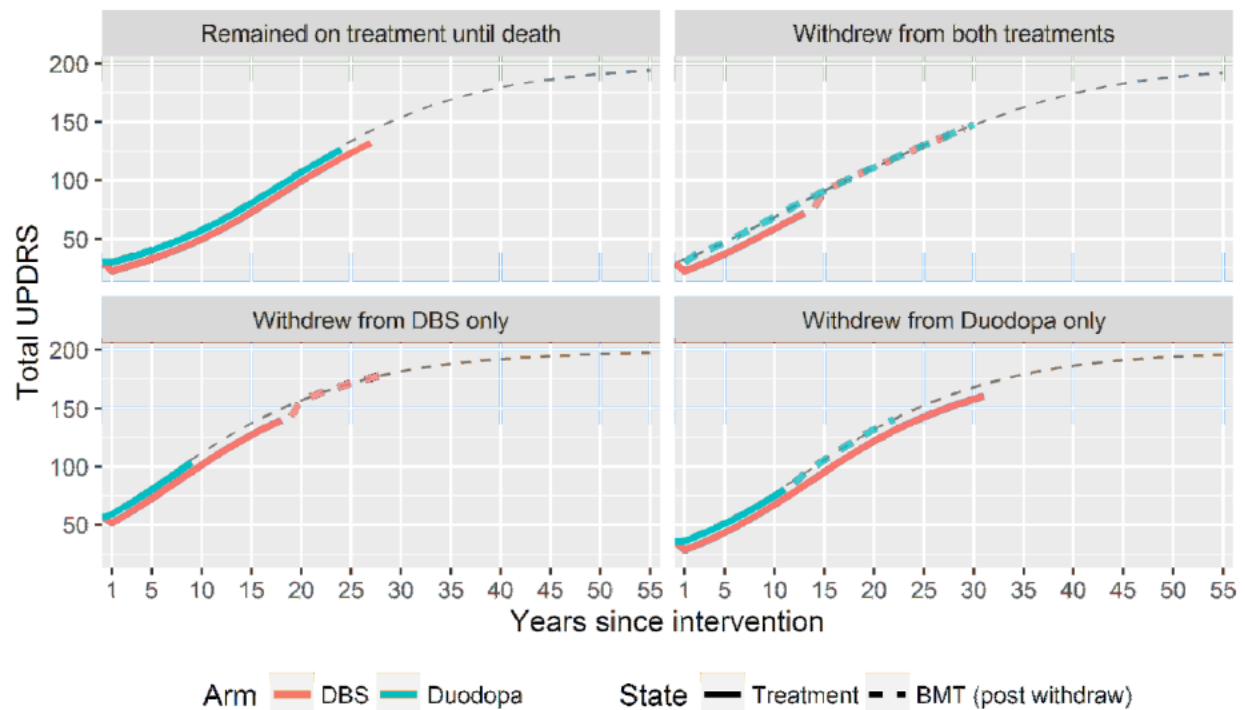 Remained on treatment until death
Withdrew from both treatments
200
150
100
50
Withdrew from DBS only
Withdrew from Duodopa only
200
150
100
50
Total UPDRS
1 5 10 15 20 25 30 35 40 45 50 55
1 5 10 15 20 25 30 35 40 45 50 55
Years since intervention
Arm DBS Duodopa State Treatment BMT (post withdraw)